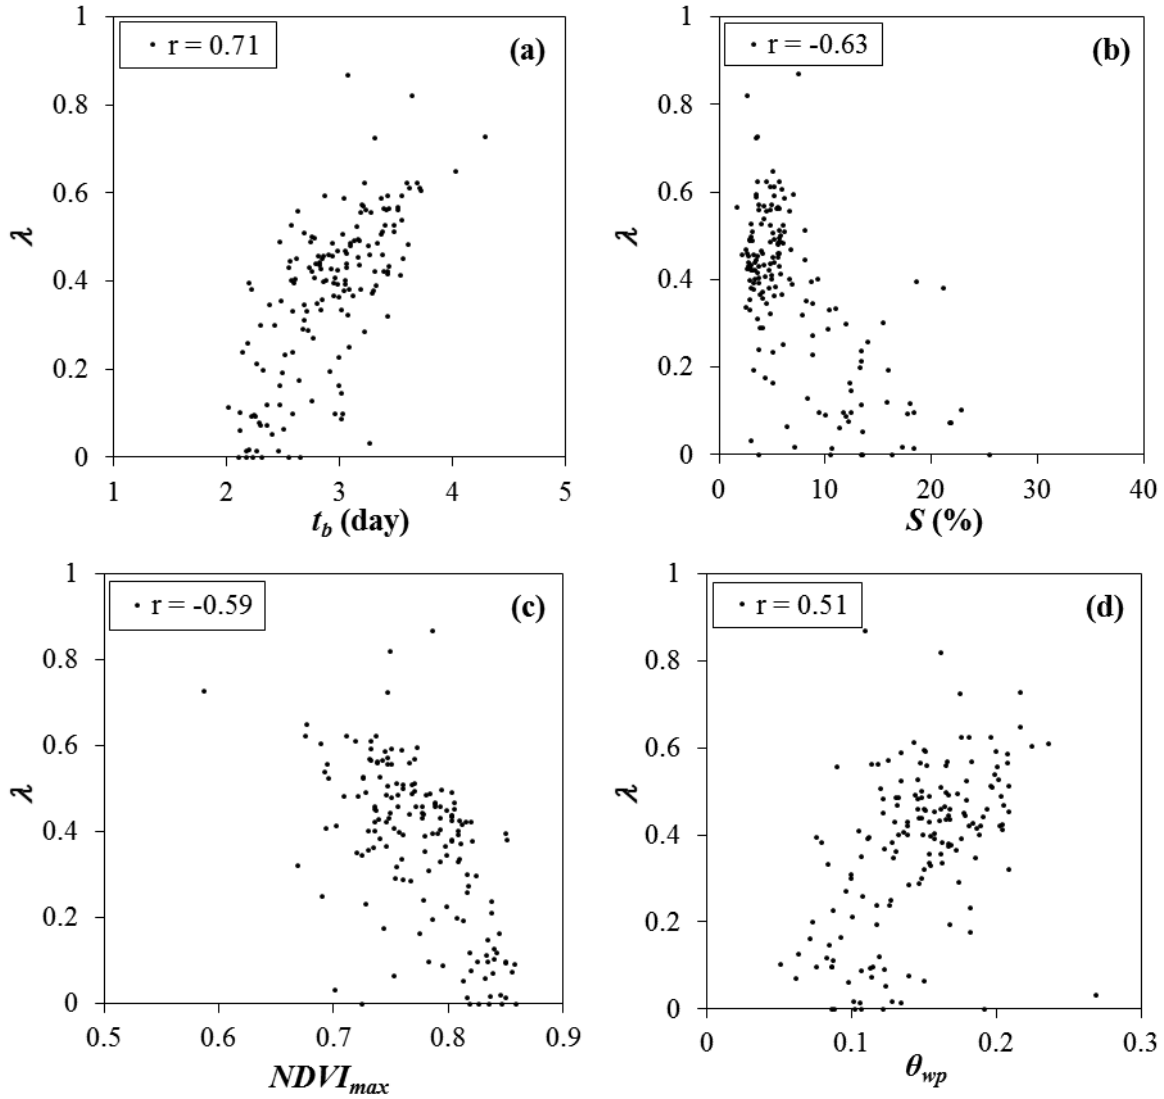 r = 0.71
(a)
1
0.8
0.6
0.4
0.2
0
λ
1 2 3 4 5
t_b (day)
r = -0.63
(b)
1
0.8
0.6
0.4
0.2
0
λ
0 10 20 30 40
S (%)
r = -0.59
(c)
1
0.8
0.6
0.4
0.2
0
λ
0.5 0.6 0.7 0.8 0.9
NDVI_max
r = 0.51
(d)
1
0.8
0.6
0.4
0.2
0
λ
0 0.1 0.2 0.3
θ_wp